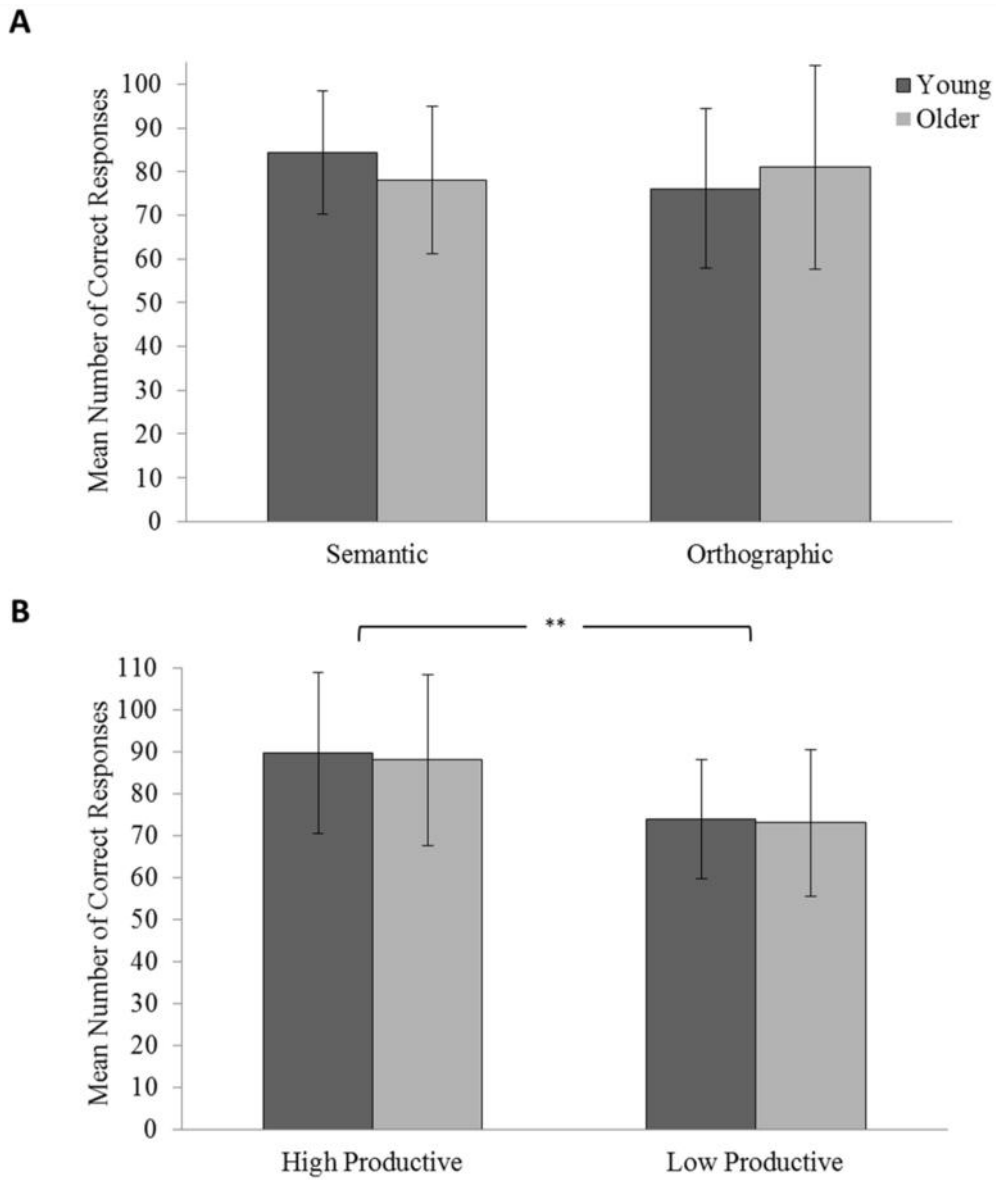 A
Mean Number of Correct Responses
100
90
80
70
60
50
40
30
20
10
0
Young
Older
Semantic
Orthographic
B
**
Mean Number of Correct Responses
110
100
90
80
70
60
50
40
30
20
10
0
High Productive
Low Productive